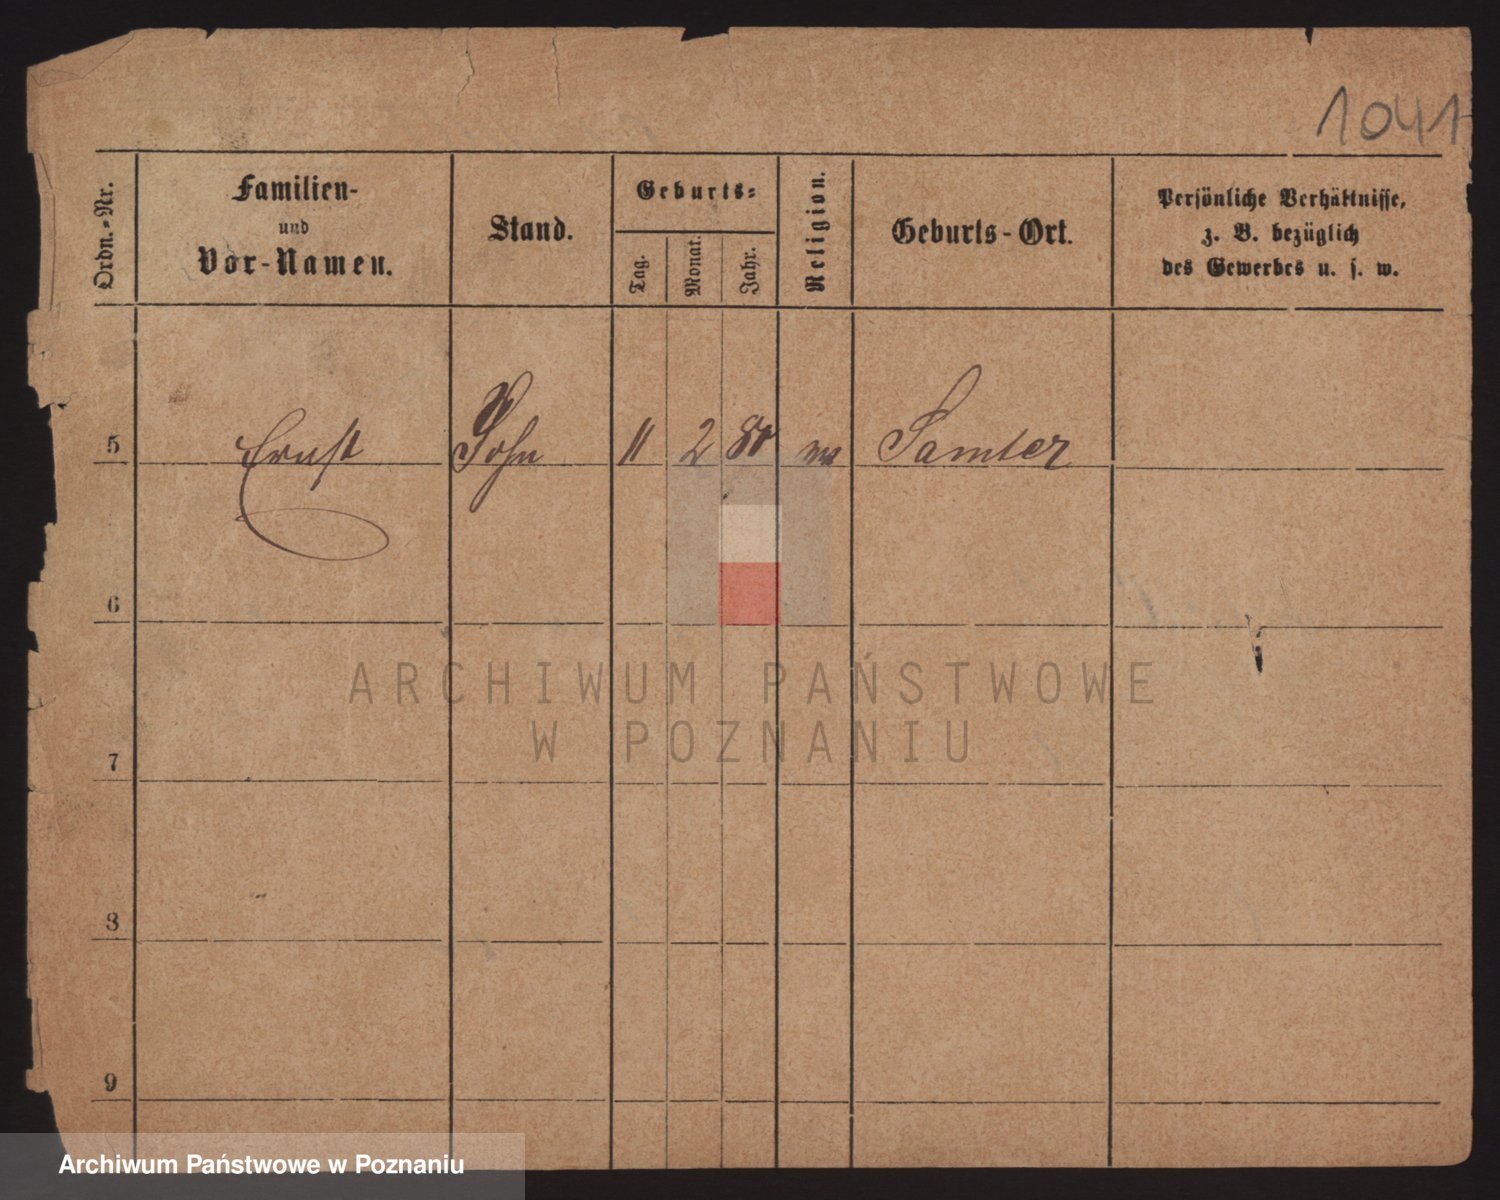 1041
Ordn.-Nr.
Familien-
und
Vor-Namen.
Stand.
Geburts-
Tag.
Monat.
Jahr.
Religion.
Geburts-Ort.
Persönliche Verhältnisse,
z. B. bezüglich
des Gewerbes u. s. w.
5 Ernst Sohn 11 2 80 Samter
6
ARCHIWUM PAŃSTWOWE
W POZNANIU
7
8
9
Archiwum Państwowe w Poznaniu